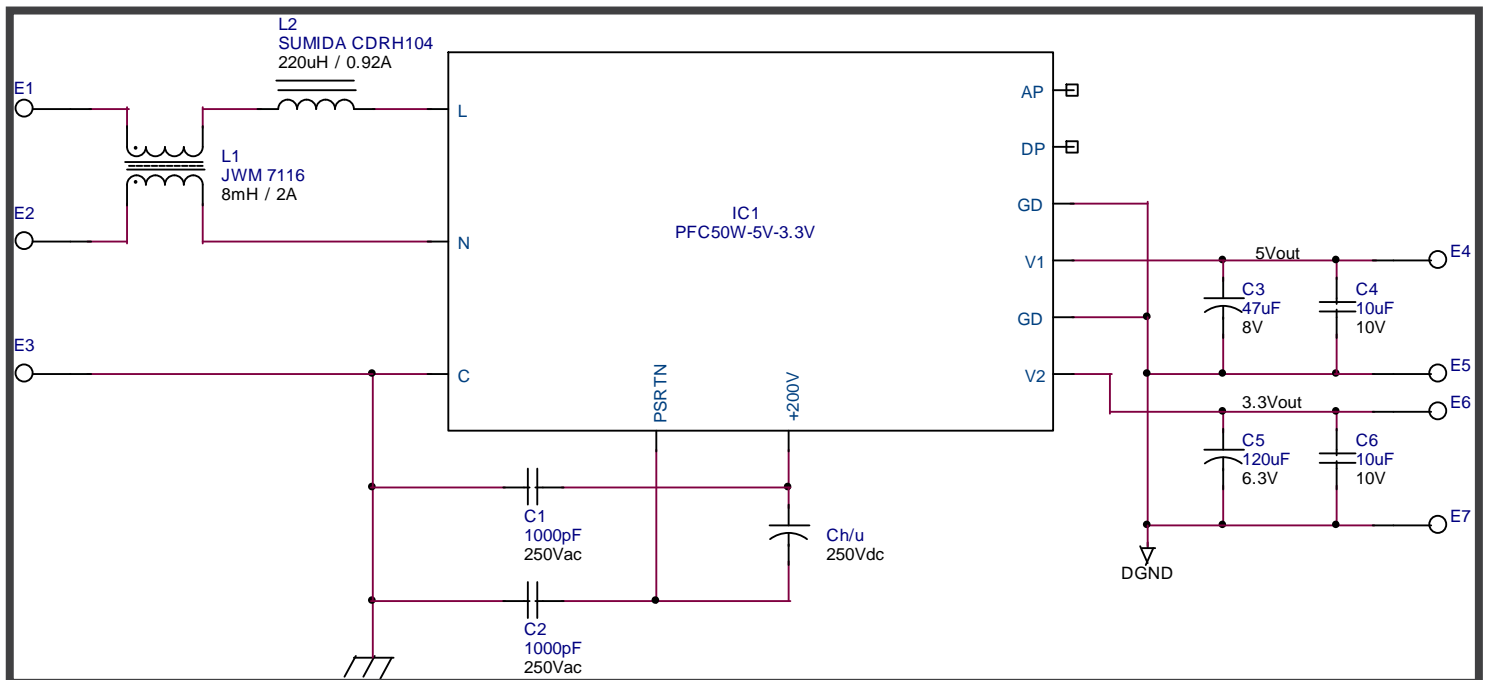 L2
SUMIDA CDRH104
220uH / 0.92A
E1
L
AP
DP
L1
JWM 7116
8mH / 2A
E2
N
IC1
PFC50W-5V-3.3V
GD
V1
5Vout
E4
C3
47uF
8V
C4
10uF
10V
GD
E3
C
PSRTN
+200V
V2
E5
3.3Vout
E6
C5
120uF
6.3V
C6
10uF
10V
C1
1000pF
250Vac
Ch/u
250Vdc
E7
DGND
C2
1000pF
250Vac